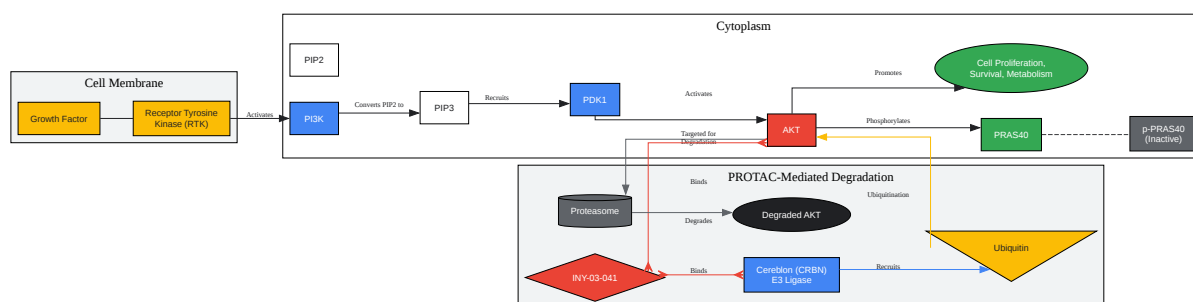 Cytoplasm
PIP2
Cell Proliferation,
Survival, Metabolism
Promotes
Cell Membrane
Growth Factor
Receptor Tyrosine
Kinase (RTK)
Activates
PI3K
Converts PIP2 to
PIP3
Recruits
PDK1
Activates
AKT
Phosphorylates
PRAS40
p-PRAS40
(Inactive)
Targeted for
Degradation
PROTAC-Mediated Degradation
Binds
Ubiquitination
Proteasome
Degrades
Degraded AKT
Ubiquitin
INY-03-041
Binds
Cereblon (CRBN)
E3 Ligase
Recruits